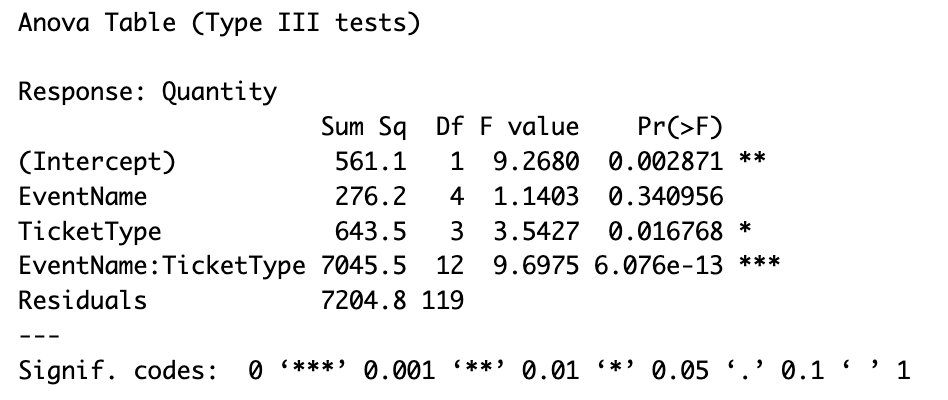 Anova Table (Type III tests)
Response: Quantity
Sum Sq Df F value Pr(>F)
(Intercept) 561.1 1 9.2680 0.002871 **
EventName 276.2 4 1.1403 0.340956
TicketType 643.5 3 3.5427 0.016768 *
EventName:TicketType 7045.5 12 9.6975 6.076e-13 ***
Residuals 7204.8 119
---
Signif. codes:  0 ‘***’ 0.001 ‘**’ 0.01 ‘*’ 0.05 ‘.’ 0.1 ‘ ’ 1